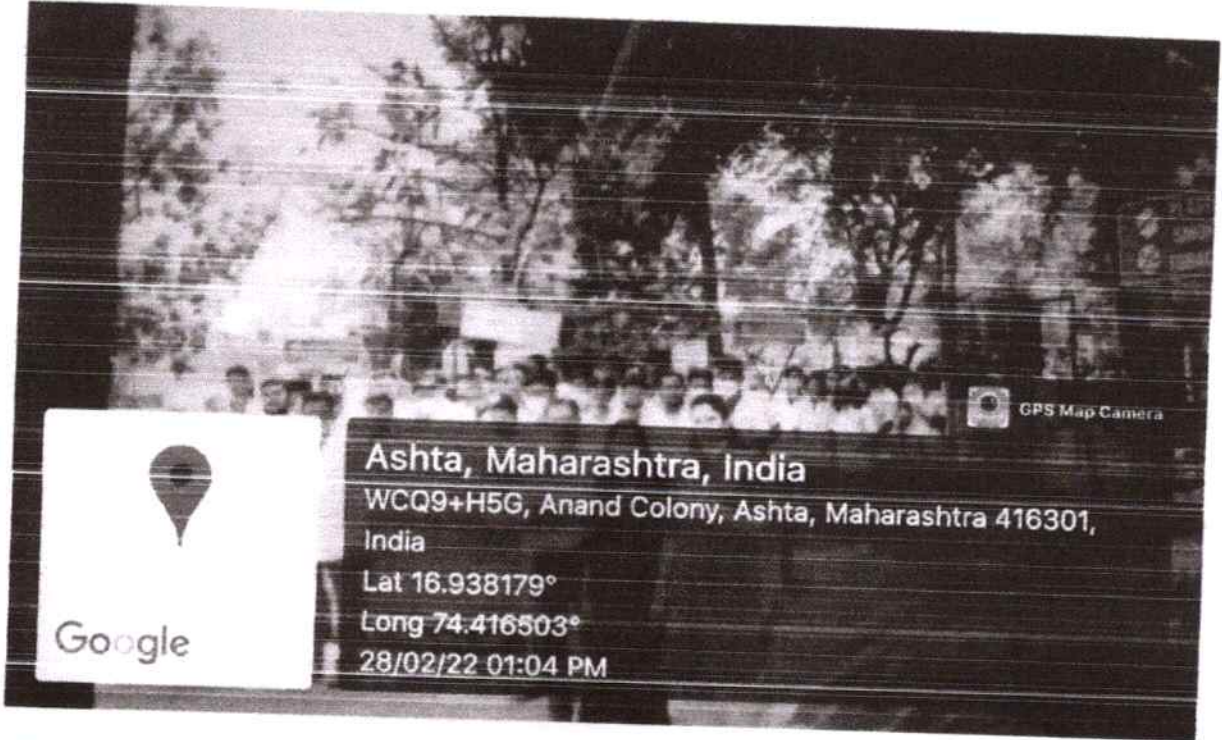 GPS Map Camera
Ashta, Maharashtra, India
WCQ9+H5G, Anand Colony, Ashta, Maharashtra 416301,
India
Lat 16.938179°
Long 74.416503°
28/02/22 01:04 PM
Google